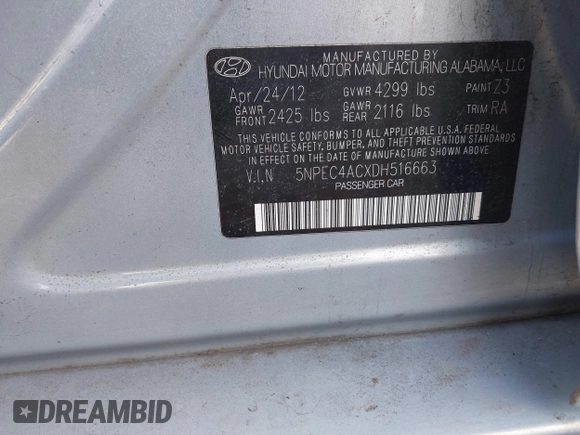 MANUFACTURED BY
HYUNDAI MOTOR MANUFACTURING ALABAMA, LLC
Apr/24/12 GVWR 4299 lbs PAINT Z3
GAWR FRONT 2425 lbs GAWR REAR 2116 lbs TRIM RA
THIS VEHICLE CONFORMS TO ALL APPLICABLE U.S.A. FEDERAL
MOTOR VEHICLE SAFETY, BUMPER, AND THEFT PREVENTION STANDARDS
IN EFFECT ON THE DATE OF MANUFACTURE SHOWN ABOVE.
V.I.N 5NPEC4ACXDH516663
PASSENGER CAR
DREAMBID